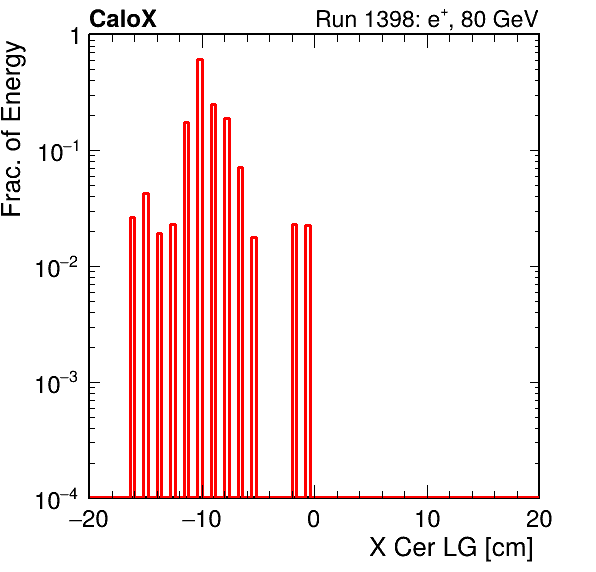 CaloX Run 1398: e⁺, 80 GeV
Frac. of Energy
1
10⁻¹
10⁻²
10⁻³
10⁻⁴
−20 −10 0 10 20
X Cer LG [cm]